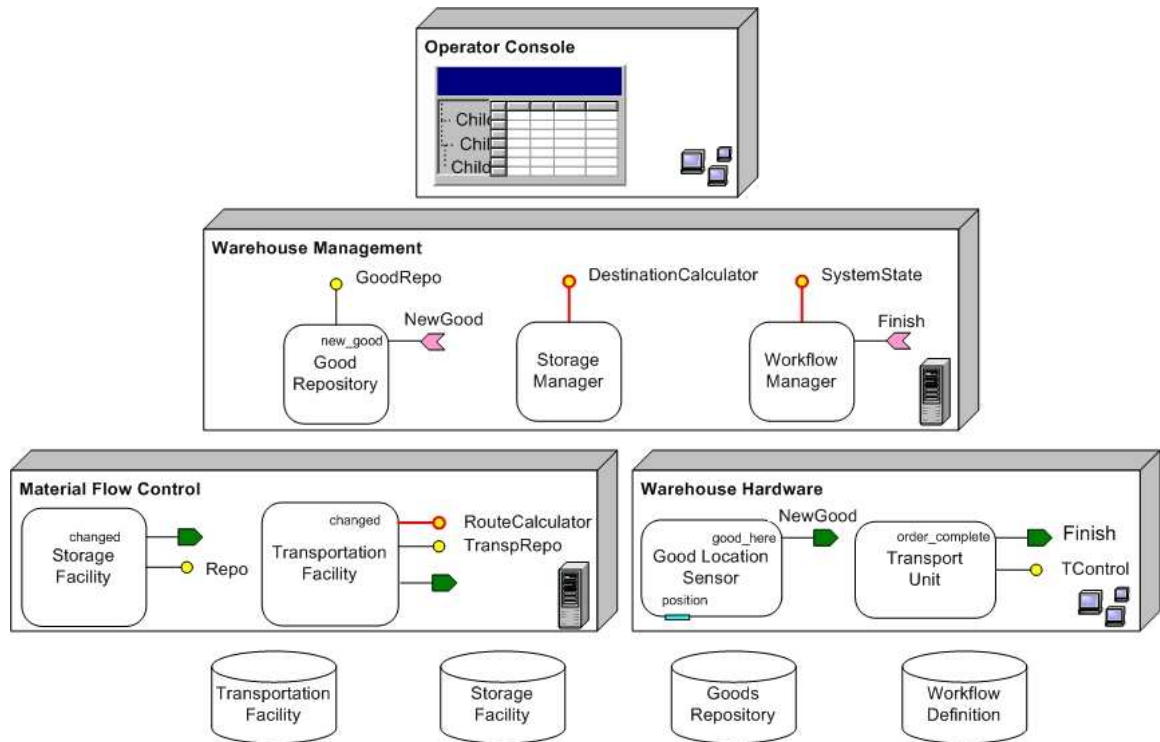 Operator Console
Child
Chil
Child
Warehouse Management
GoodRepo
DestinationCalculator
SystemState
NewGood
Finish
new_good
Good
Repository
Storage
Manager
Workflow
Manager
Material Flow Control
changed
Storage
Facility
Repo
changed
Transportation
Facility
RouteCalculator
TranspRepo
Warehouse Hardware
NewGood
good_here
Good Location
Sensor
position
order_complete
Transport
Unit
Finish
TControl
Transportation
Facility
Storage
Facility
Goods
Repository
Workflow
Definition